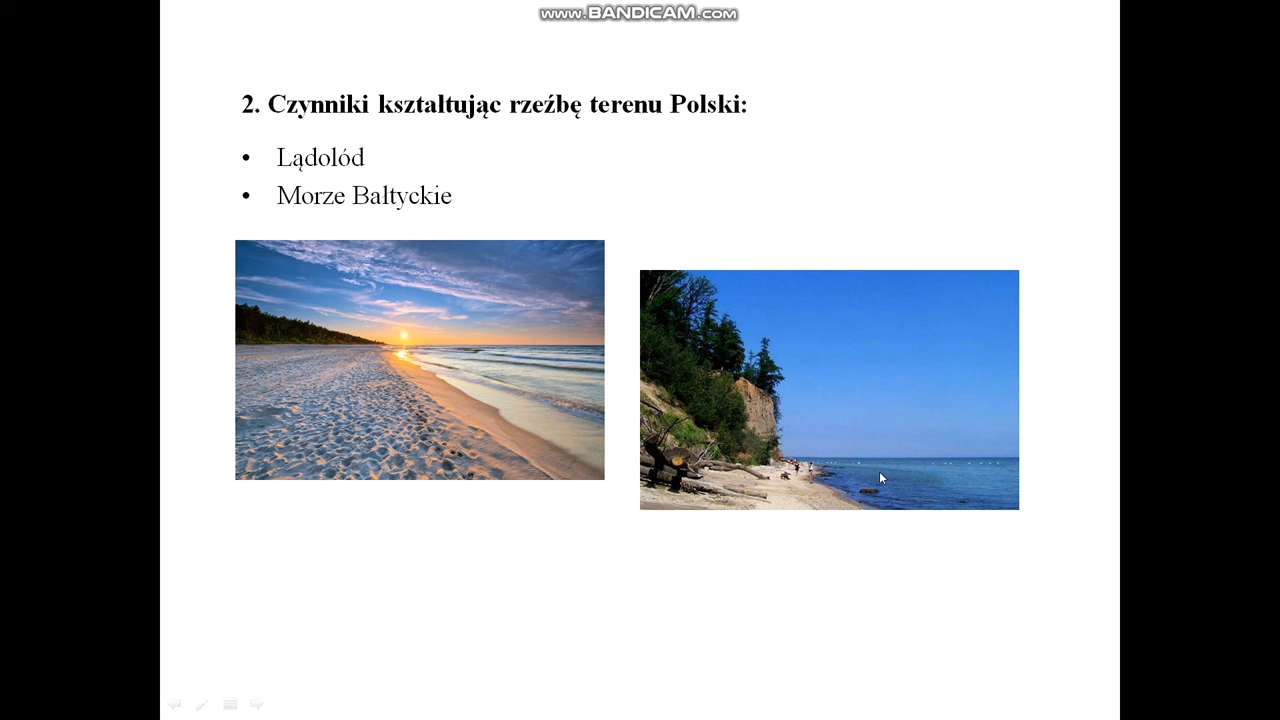 www.BANDICAM.com
2. Czynniki kształtując rzeźbę terenu Polski:
• Lądolód
• Morze Bałtyckie